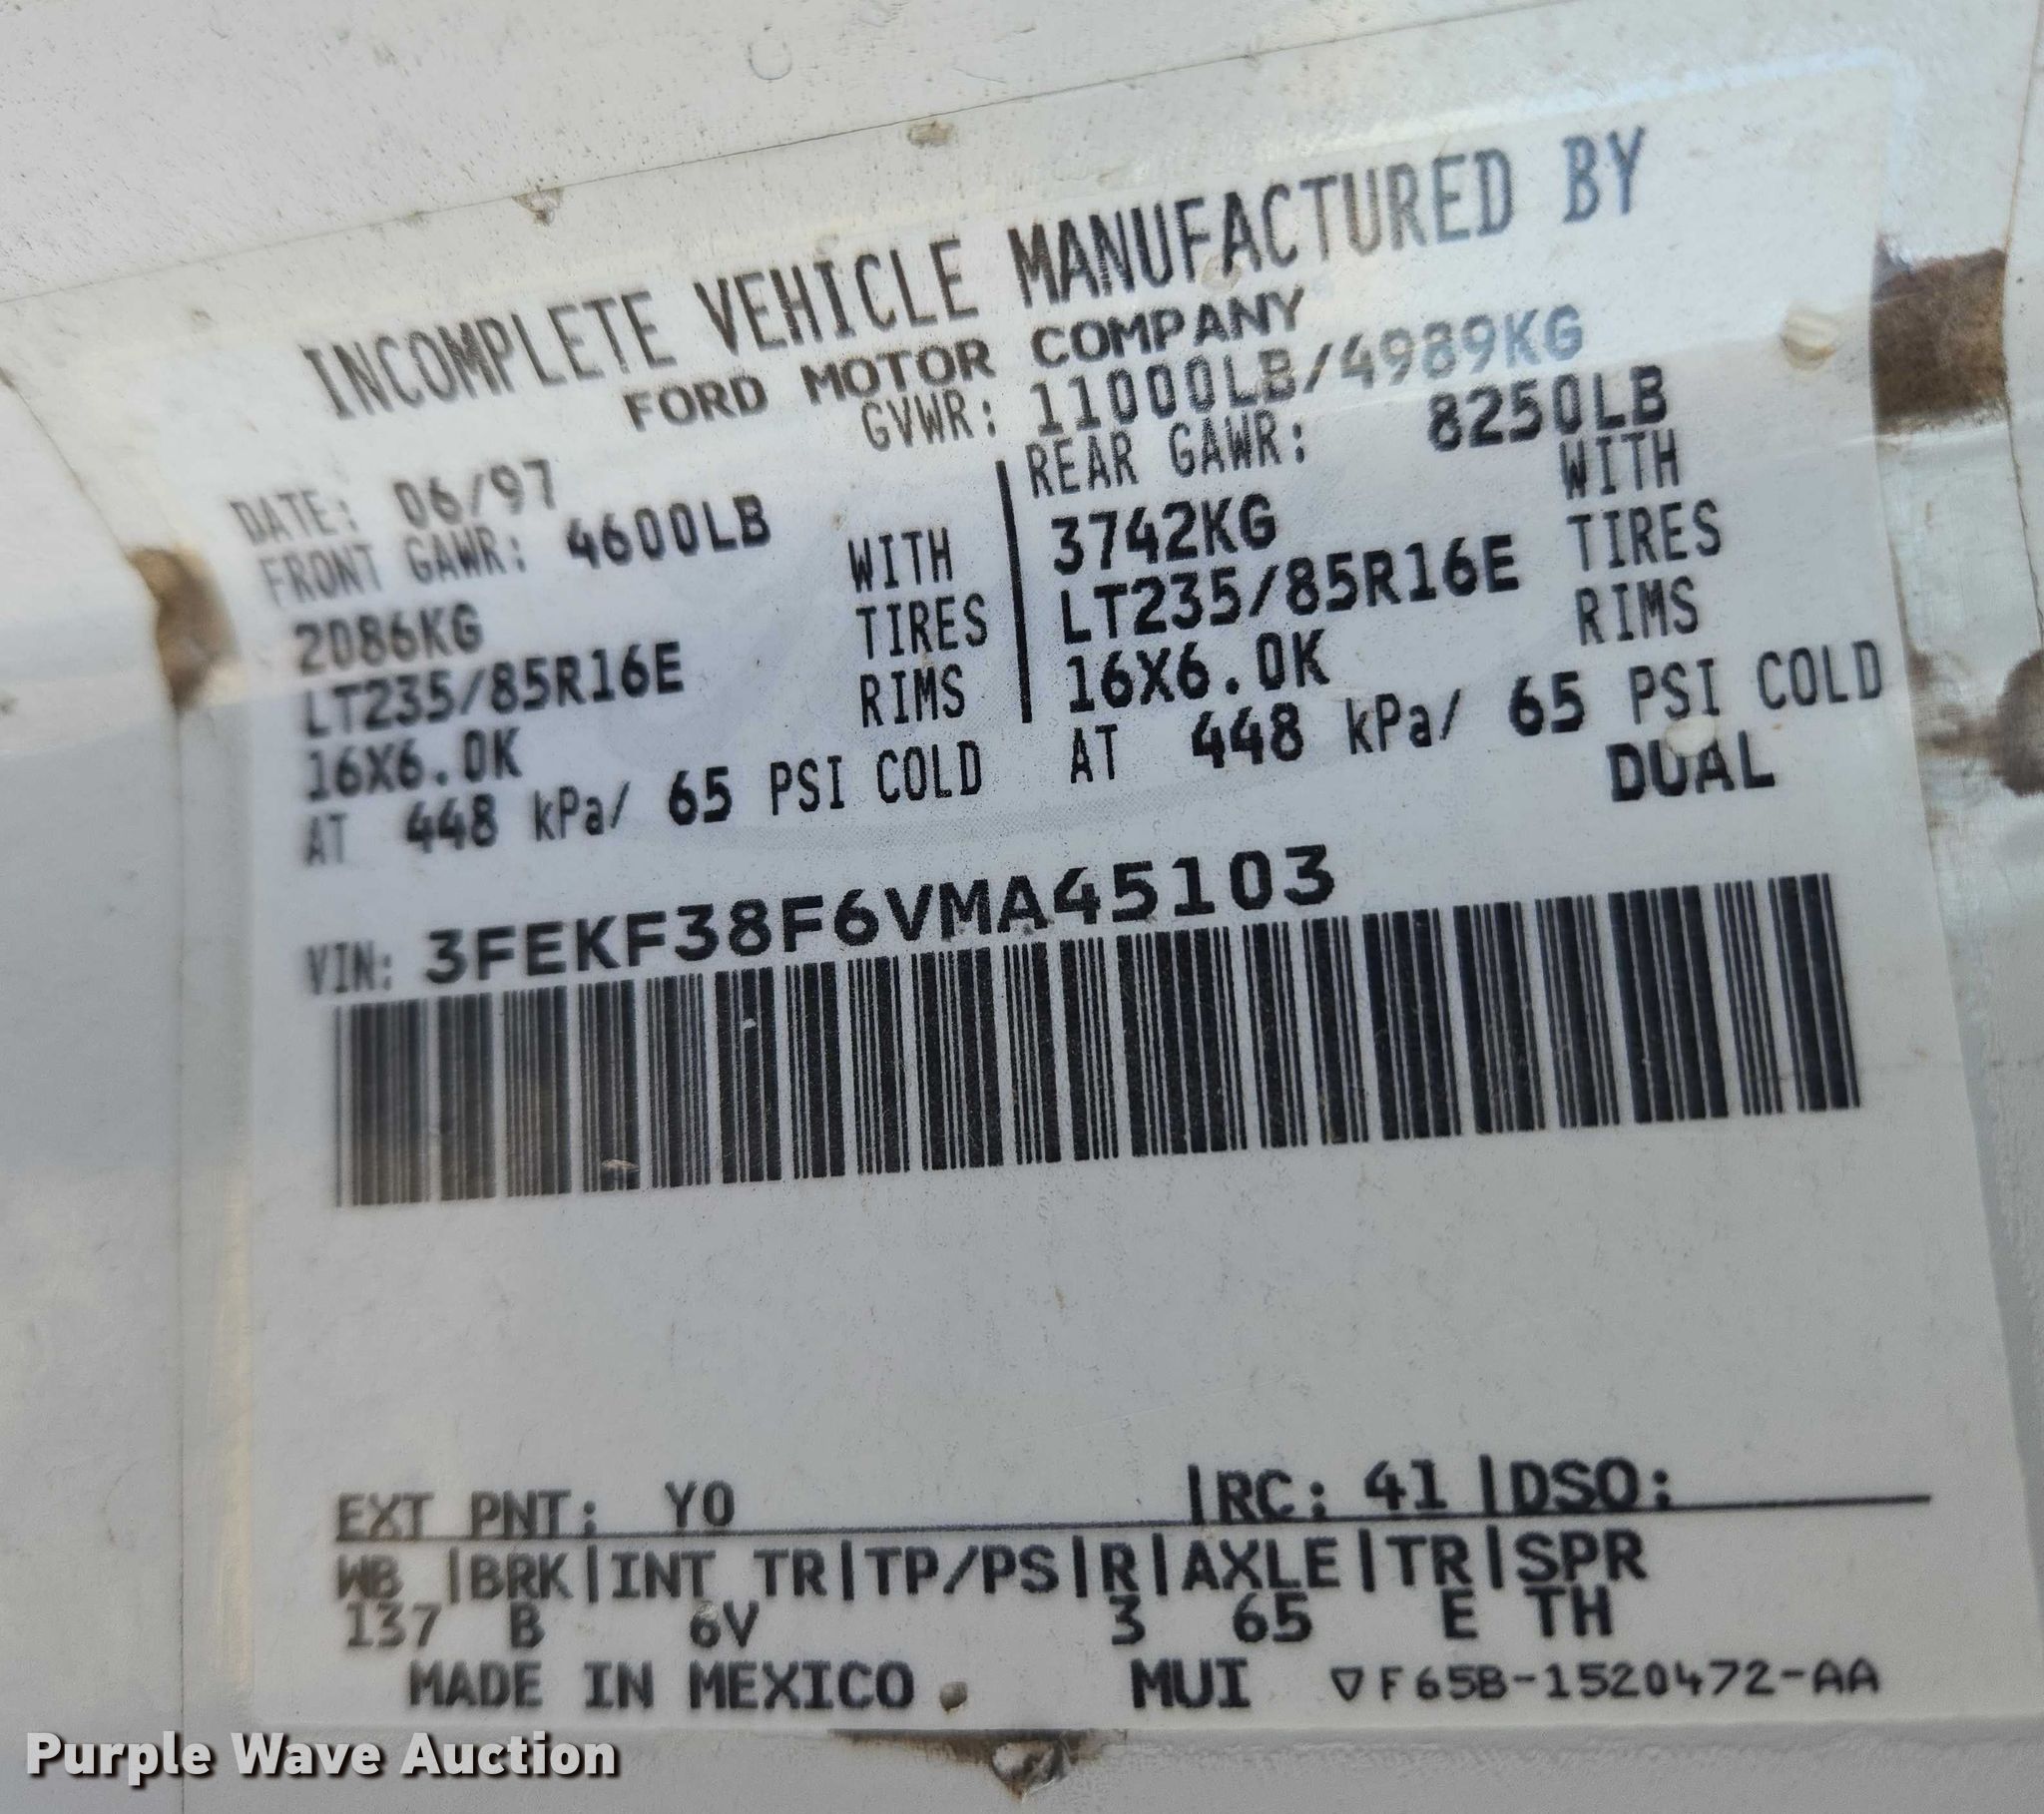 INCOMPLETE VEHICLE MANUFACTURED BY
FORD MOTOR COMPANY
GVWR: 11000LB/4989KG
DATE: 06/97
FRONT GAWR: 4600LB
2086KG WITH
LT235/85R16E TIRES
16X6.0K RIMS
AT 448 kPa/ 65 PSI COLD
REAR GAWR: 8250LB
3742KG WITH
LT235/85R16E TIRES
16X6.0K RIMS
AT 448 kPa/ 65 PSI COLD
DUAL
VIN: 3FEKF38F6VMA45103
EXT PNT: YO |RC: 41 |DSO:
WB |BRK|INT TR|TP/PS|R|AXLE|TR|SPR
137 B 6V 3 65 E TH
MADE IN MEXICO MUI ▽F65B-1520472-AA
Purple Wave Auction